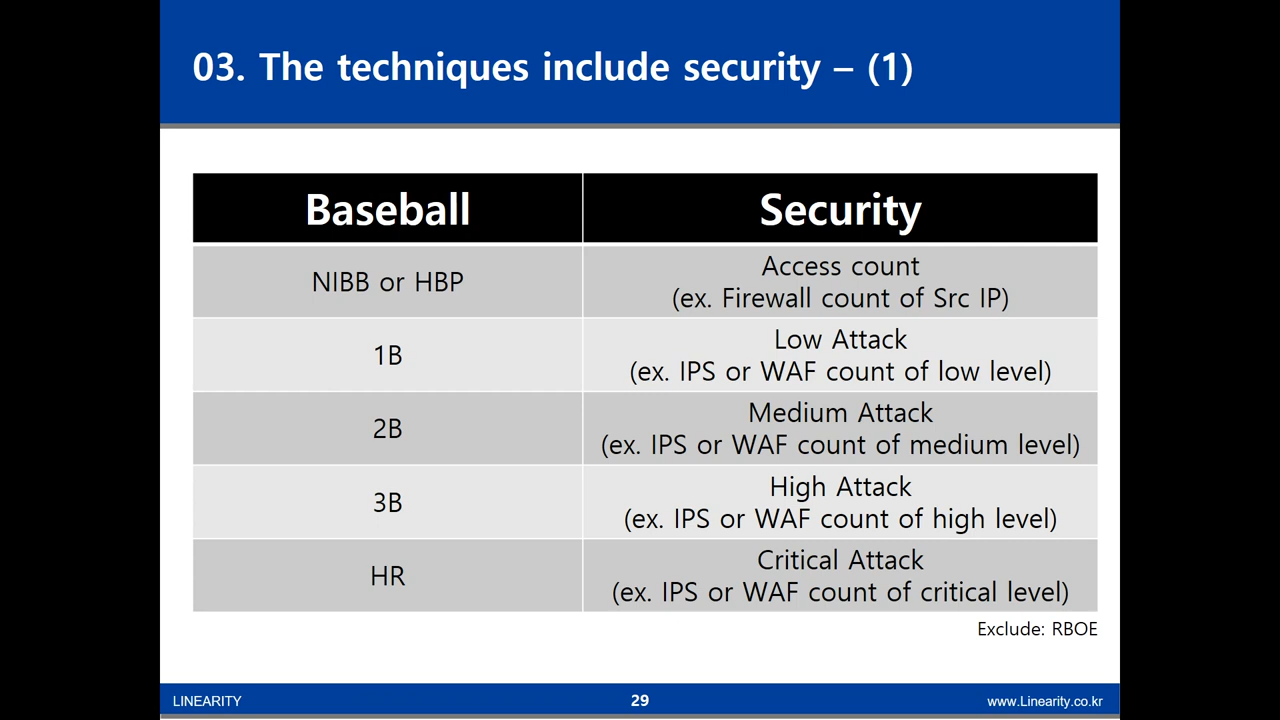 03. The techniques include security – (1)
Baseball
Security
NIBB or HBP
Access count
(ex. Firewall count of Src IP)
1B
Low Attack
(ex. IPS or WAF count of low level)
2B
Medium Attack
(ex. IPS or WAF count of medium level)
3B
High Attack
(ex. IPS or WAF count of high level)
HR
Critical Attack
(ex. IPS or WAF count of critical level)
Exclude: RBOE
LINEARITY
29
www.Linearity.co.kr